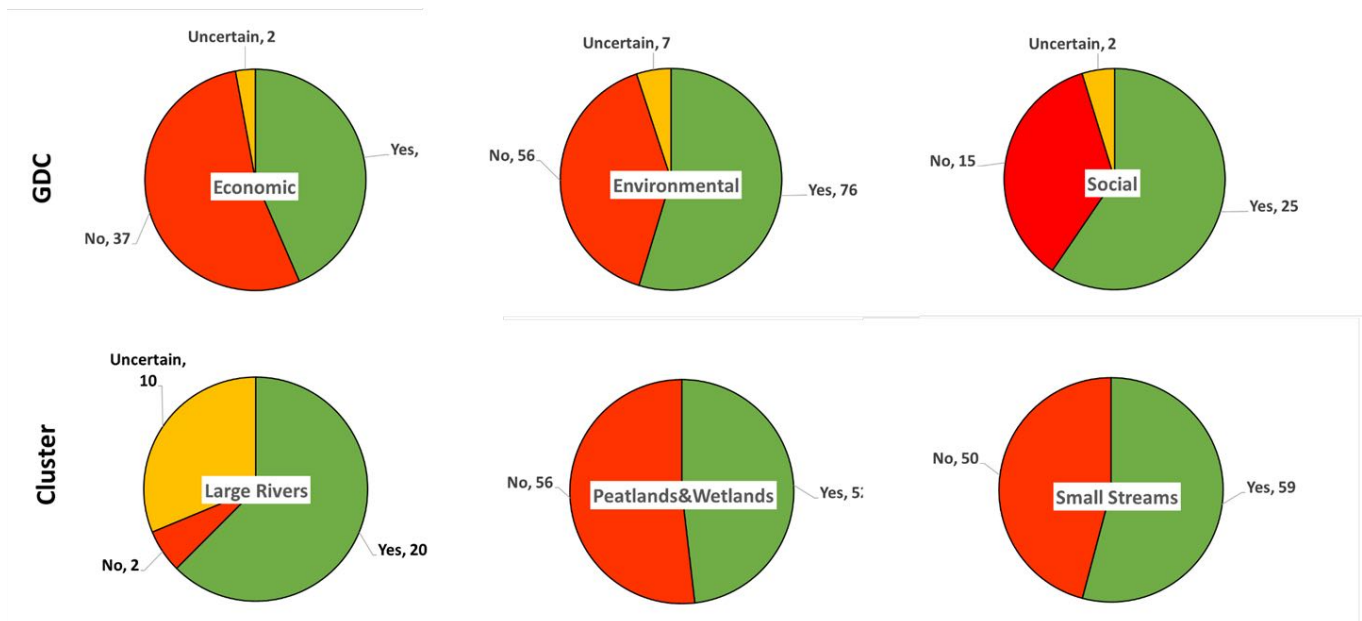 GDC
Uncertain, 2
Yes,
No, 37
Economic
Uncertain, 7
No, 56
Yes, 76
Environmental
Uncertain, 2
No, 15
Yes, 25
Social
Cluster
Uncertain,
10
No, 2
Yes, 20
Large Rivers
No, 56
Yes,
Peatlands&Wetlands
No, 50
Yes, 59
Small Streams